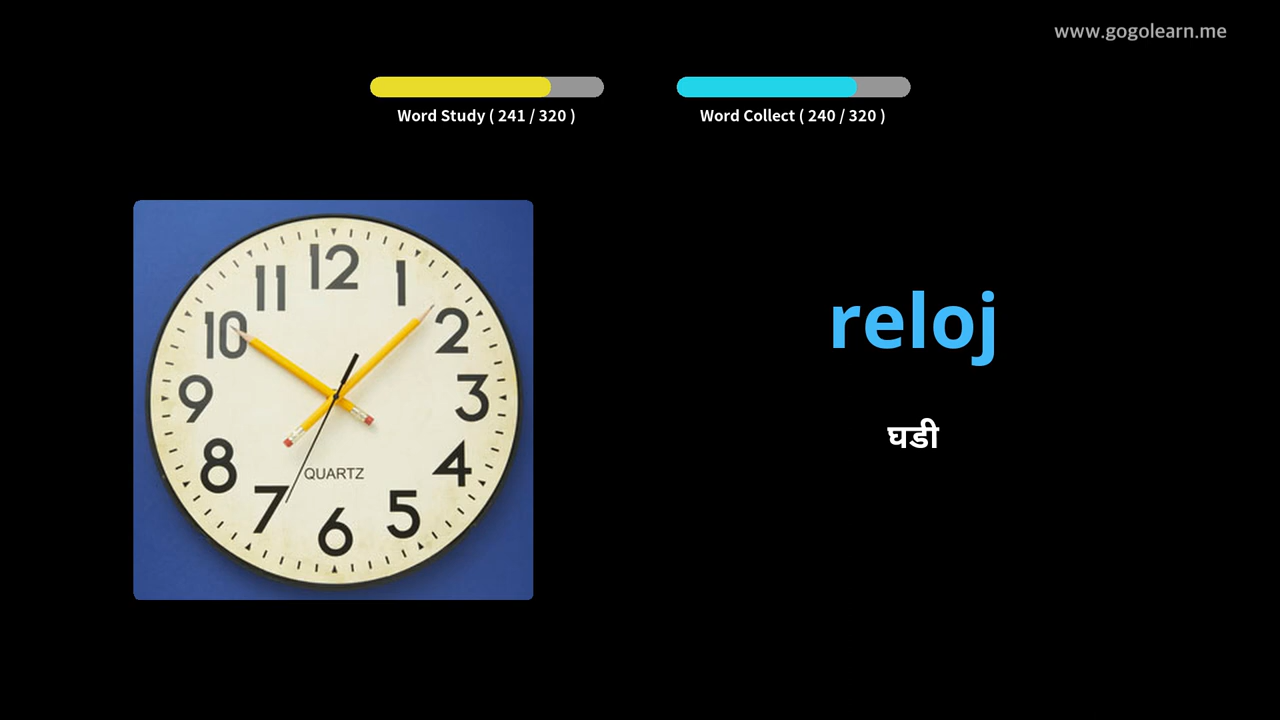 www.gogolearn.me
Word Study ( 241 / 320 )
Word Collect ( 240 / 320 )
12
11
1
10
2
9
3
8
4
QUARTZ
7
5
6
reloj
घडी